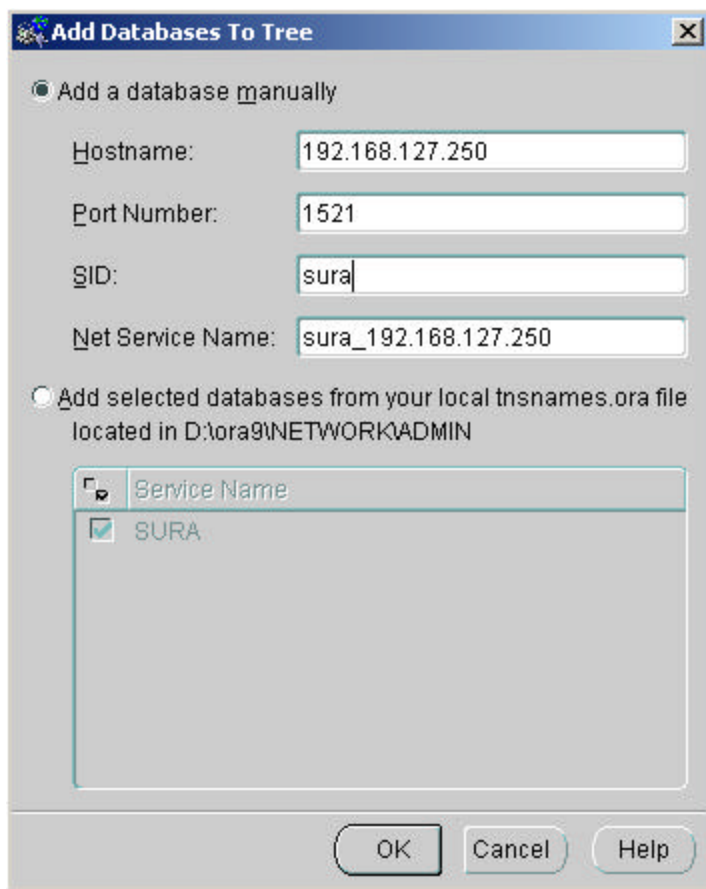 Add Databases To Tree
Add a database manually
Hostname: 192.168.127.250
Port Number: 1521
SID: sura
Net Service Name: sura_192.168.127.250
Add selected databases from your local tnsnames.ora file
located in D:\ora9\NETWORK\ADMIN
Service Name
SURA
OK Cancel Help